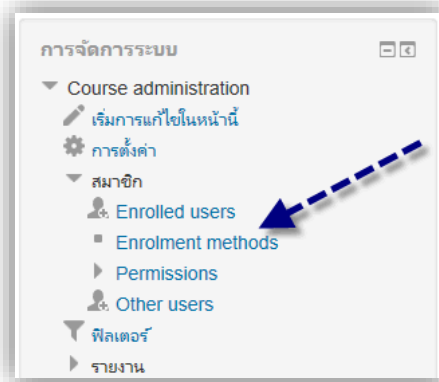 การจัดการระบบ
Course administration
เริ่มการแก้ไขในหน้านี้
การตั้งค่า
สมาชิก
Enrolled users
Enrolment methods
Permissions
Other users
ฟิลเตอร์
รายงาน